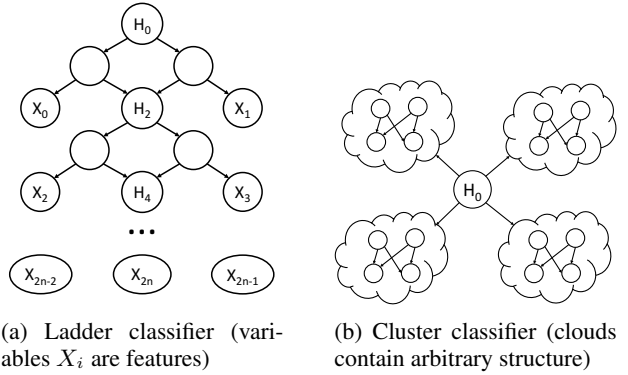 H0
X0 H2 X1
X2 H4 X3
...
X2n-2 X2n X2n-1
H0
(a) Ladder classifier (vari-
ables Xi are features)
(b) Cluster classifier (clouds
contain arbitrary structure)